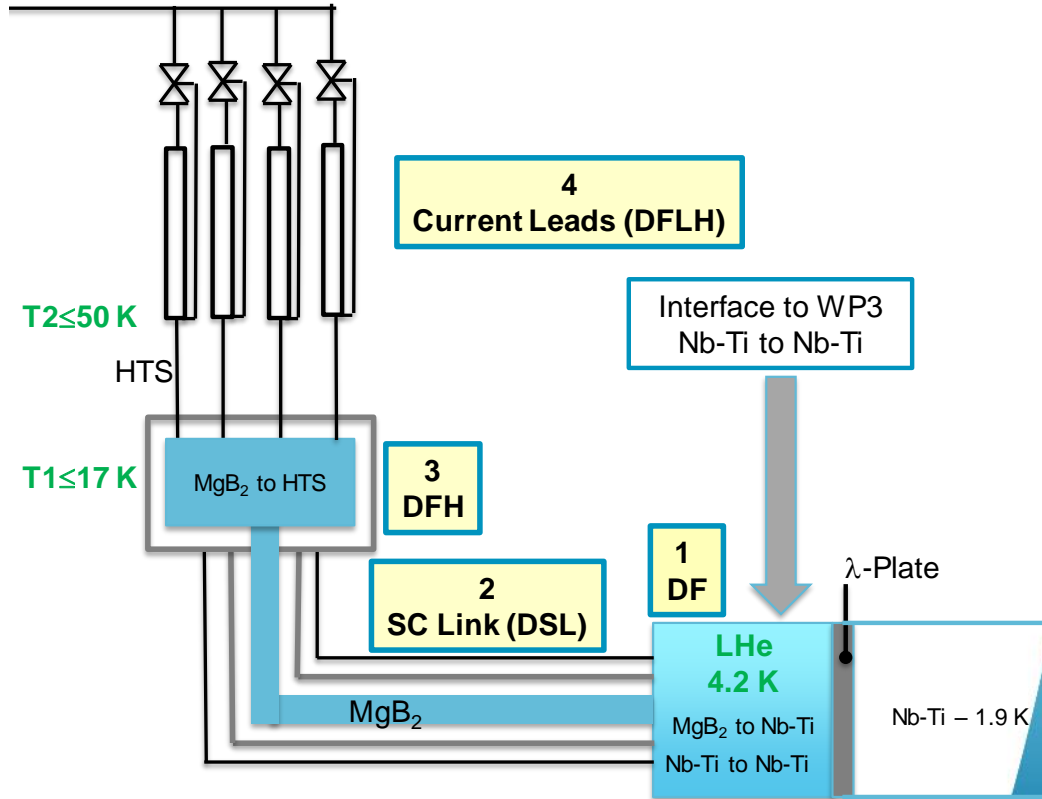 4
Current Leads (DFLH)
T2≤50 K
Interface to WP3
Nb-Ti to Nb-Ti
HTS
T1≤17 K
MgB₂ to HTS
3
DFH
1
DF
λ-Plate
2
SC Link (DSL)
LHe
4.2 K
MgB₂
MgB₂ to Nb-Ti
Nb-Ti to Nb-Ti
Nb-Ti – 1.9 K